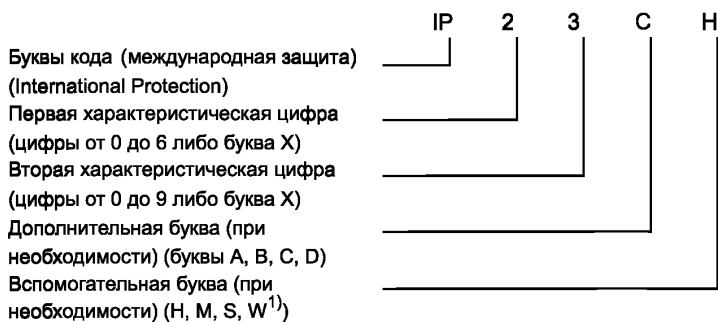 IP 2 3 C H
Буквы кода (международная защита)
(International Protection)
Первая характеристическая цифра
(цифры от 0 до 6 либо буква X)
Вторая характеристическая цифра
(цифры от 0 до 9 либо буква X)
Дополнительная буква (при
необходимости) (буквы A, B, C, D)
Вспомогательная буква (при
необходимости) (H, M, S, W¹⁾)